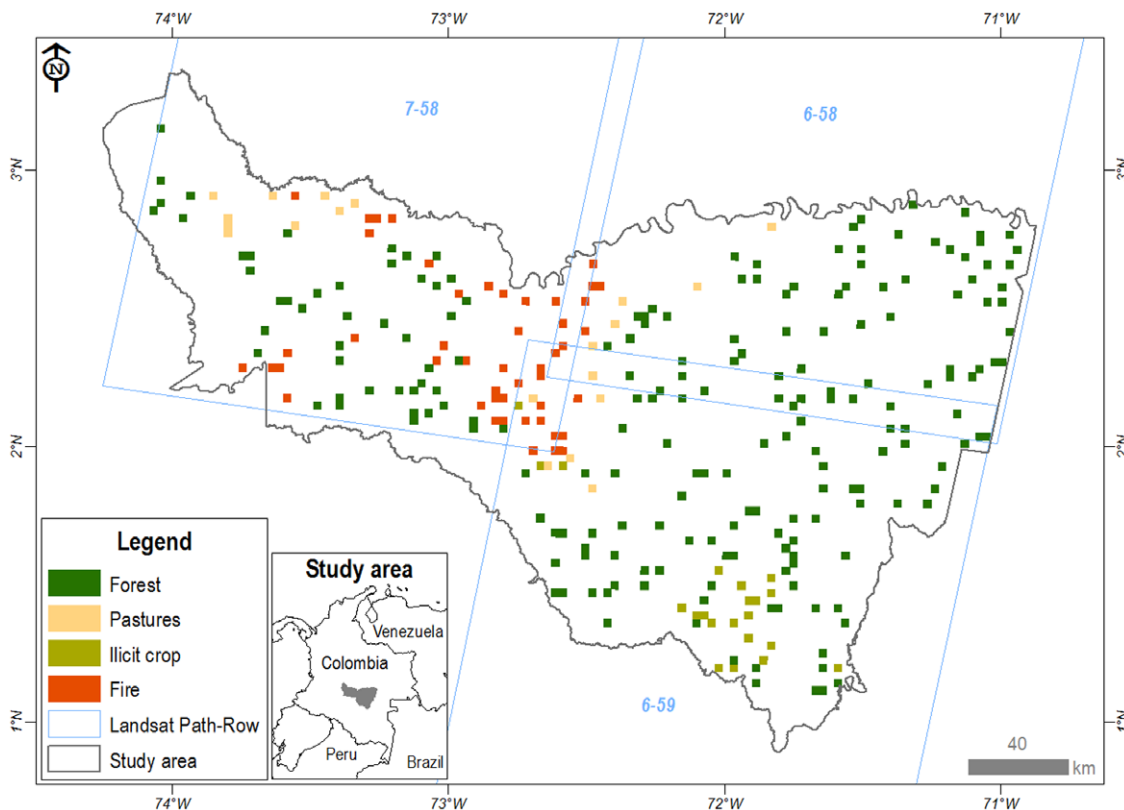 74°W 73°W 72°W 71°W
N
7-58 6-58
3°N 3°N
2°N 2°N
Legend
Forest
Pastures
Ilicit crop
Fire
Landsat Path-Row
Study area
Study area
Venezuela
Colombia
Peru
Brazil
6-59
1°N 1°N
40
km
74°W 73°W 72°W 71°W